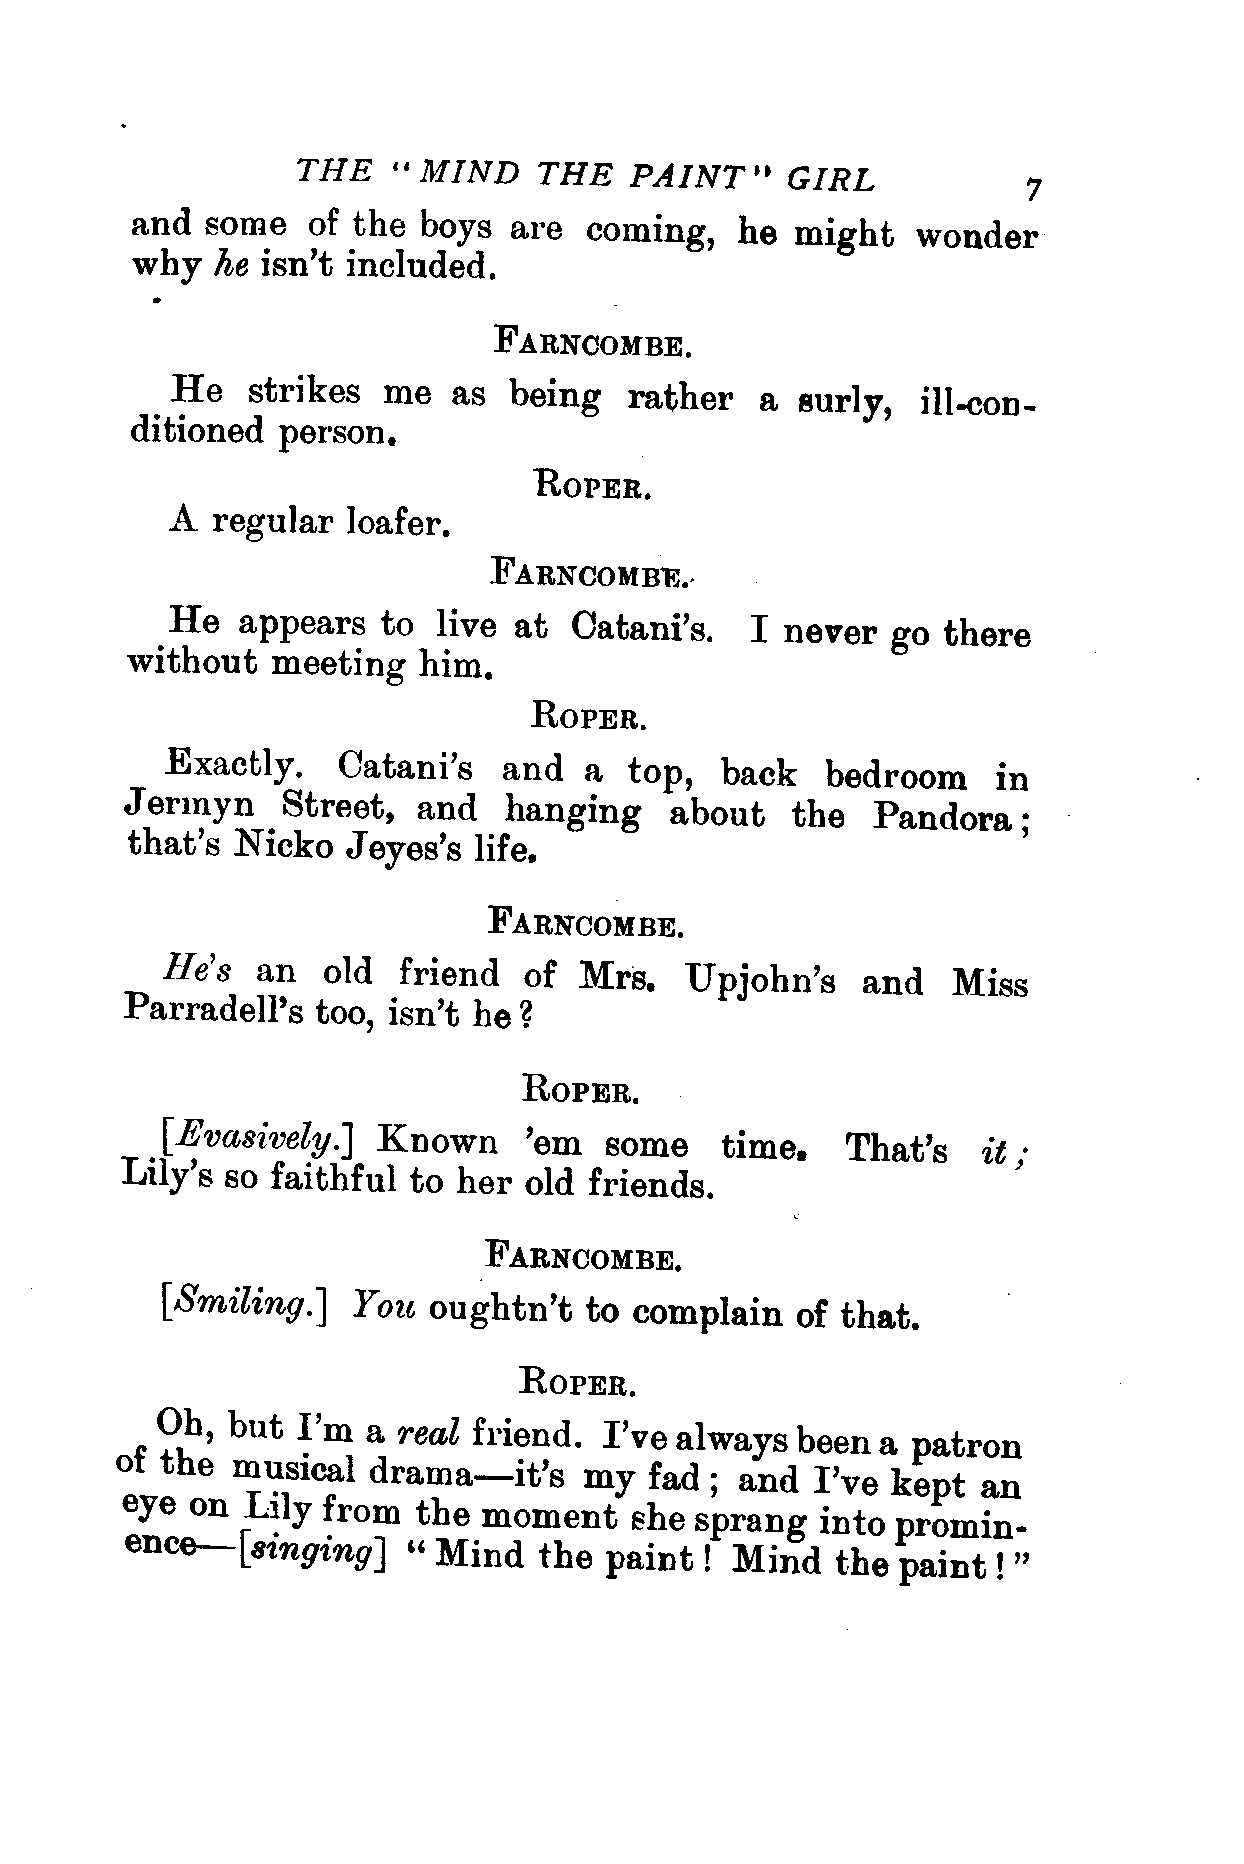 THE "MIND THE PAINT" GIRL 7
and some of the boys are coming, he might wonder
why he isn't included.
FARNCOMBE.
He strikes me as being rather a surly, ill-con-
ditioned person.
ROPER.
A regular loafer.
FARNCOMBE.
He appears to live at Catani's. I never go there
without meeting him.
ROPER.
Exactly. Catani's and a top, back bedroom in
Jermyn Street, and hanging about the Pandora;
that's Nicko Jeyes's life.
FARNCOMBE.
He's an old friend of Mrs. Upjohn's and Miss
Parradell's too, isn't he?
ROPER.
[Evasively.] Known 'em some time. That's it;
Lily's so faithful to her old friends.
FARNCOMBE.
[Smiling.] You oughtn't to complain of that.
ROPER.
Oh, but I'm a real friend. I've always been a patron
of the musical drama—it's my fad; and I've kept an
eye on Lily from the moment she sprang into promin-
ence—[singing] "Mind the paint! Mind the paint!"